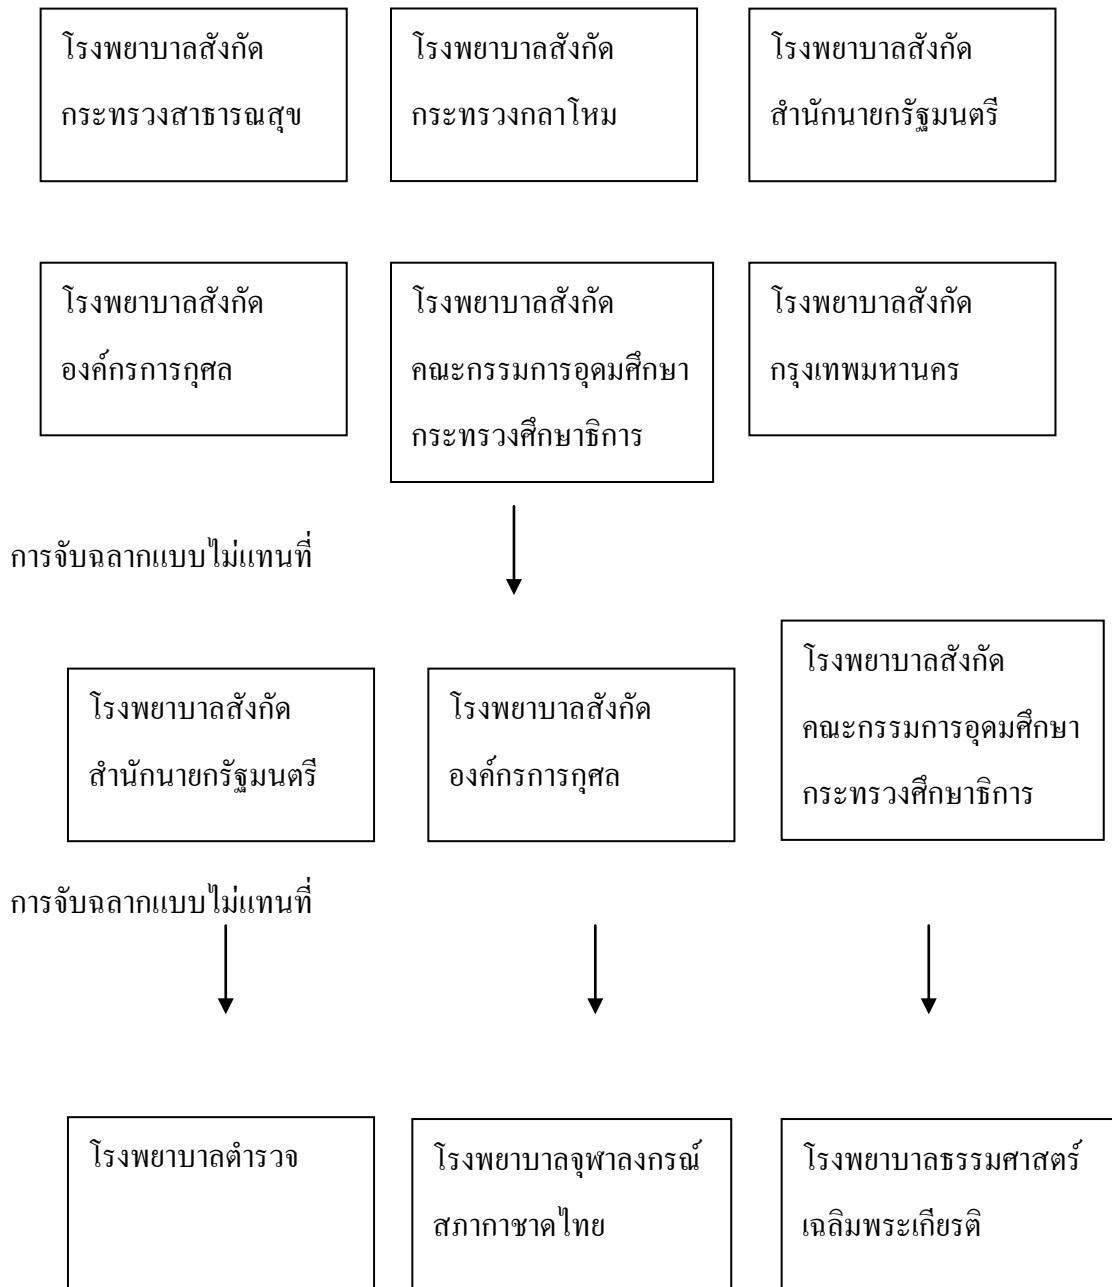 โรงพยาบาลสังกัด
กระทรวงสาธารณสุข
โรงพยาบาลสังกัด
กระทรวงกลาโหม
โรงพยาบาลสังกัด
สำนักนายกรัฐมนตรี
โรงพยาบาลสังกัด
องค์กรการกุศล
โรงพยาบาลสังกัด
คณะกรรมการอุดมศึกษา
กระทรวงศึกษาธิการ
โรงพยาบาลสังกัด
กรุงเทพมหานคร
การจับฉลากแบบไม่แทนที่
โรงพยาบาลสังกัด
สำนักนายกรัฐมนตรี
โรงพยาบาลสังกัด
องค์กรการกุศล
โรงพยาบาลสังกัด
คณะกรรมการอุดมศึกษา
กระทรวงศึกษาธิการ
การจับฉลากแบบไม่แทนที่
โรงพยาบาลตำรวจ
โรงพยาบาลจุฬาลงกรณ์
สภากาชาดไทย
โรงพยาบาลธรรมศาสตร์
เฉลิมพระเกียรติ